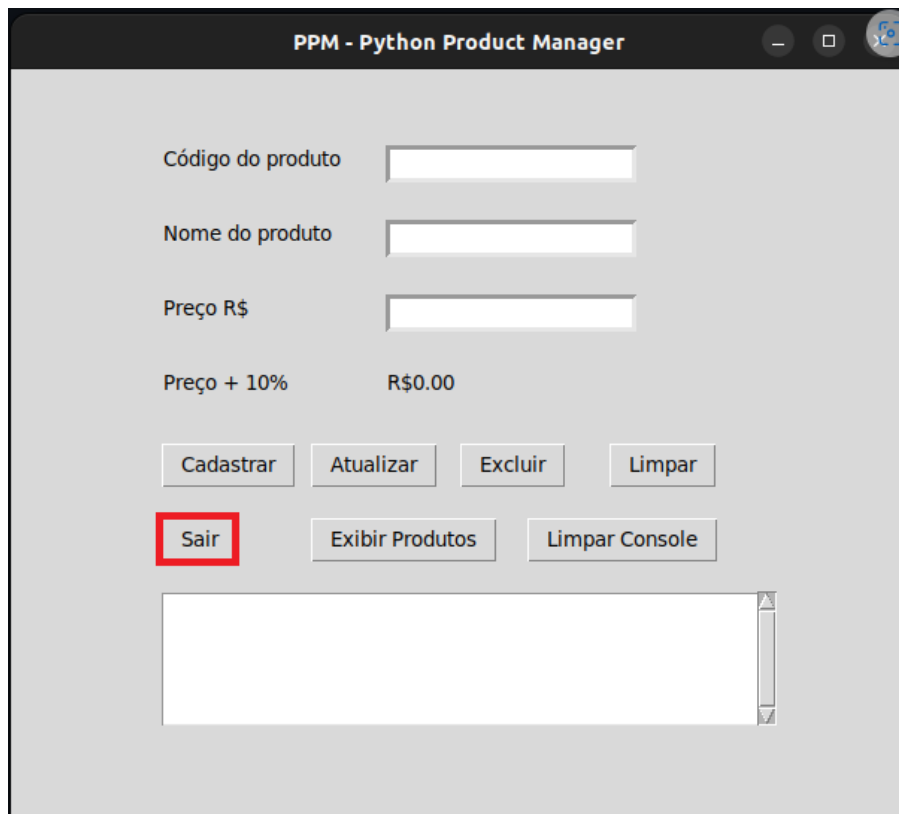 PPM - Python Product Manager
Código do produto
Nome do produto
Preço R$
Preço + 10% R$0.00
Cadastrar Atualizar Excluir Limpar
Sair Exibir Produtos Limpar Console